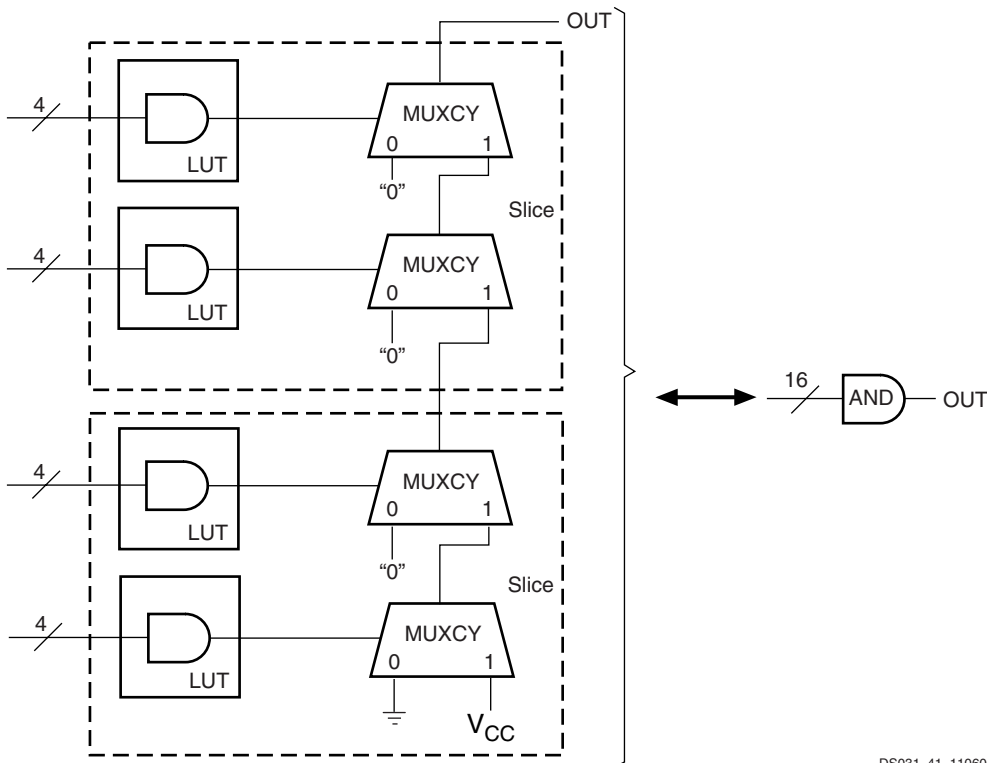 OUT
4
MUXCY
LUT
0 1
“0”
Slice
4
MUXCY
LUT
0 1
“0”
16
AND
OUT
4
MUXCY
LUT
0 1
“0”
Slice
4
MUXCY
LUT
0 1
VCC